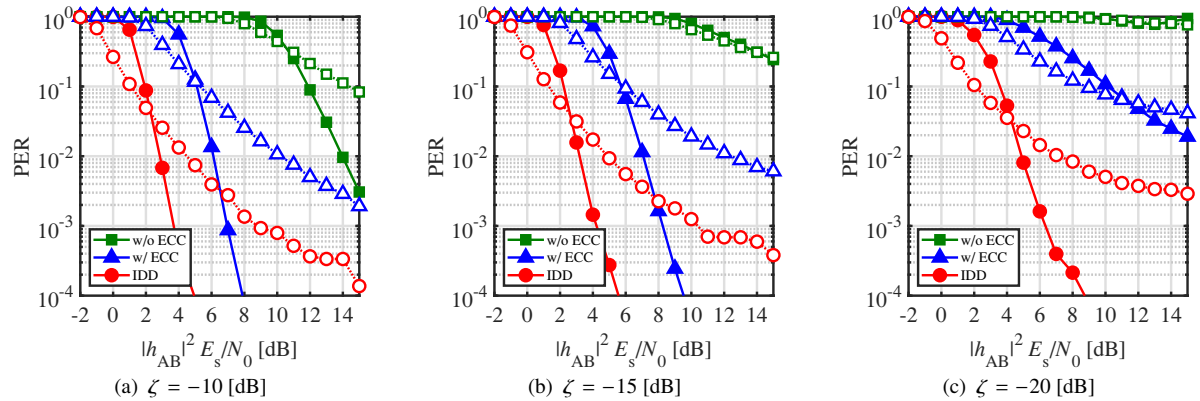 PER
10^0
10^-1
10^-2
10^-3
10^-4
w/o ECC
w/ ECC
IDD
-2 0 2 4 6 8 10 12 14
|h_AB|^2 E_s/N_0 [dB]
(a) ζ = −10 [dB]
PER
10^0
10^-1
10^-2
10^-3
10^-4
w/o ECC
w/ ECC
IDD
-2 0 2 4 6 8 10 12 14
|h_AB|^2 E_s/N_0 [dB]
(b) ζ = −15 [dB]
PER
10^0
10^-1
10^-2
10^-3
10^-4
w/o ECC
w/ ECC
IDD
-2 0 2 4 6 8 10 12 14
|h_AB|^2 E_s/N_0 [dB]
(c) ζ = −20 [dB]